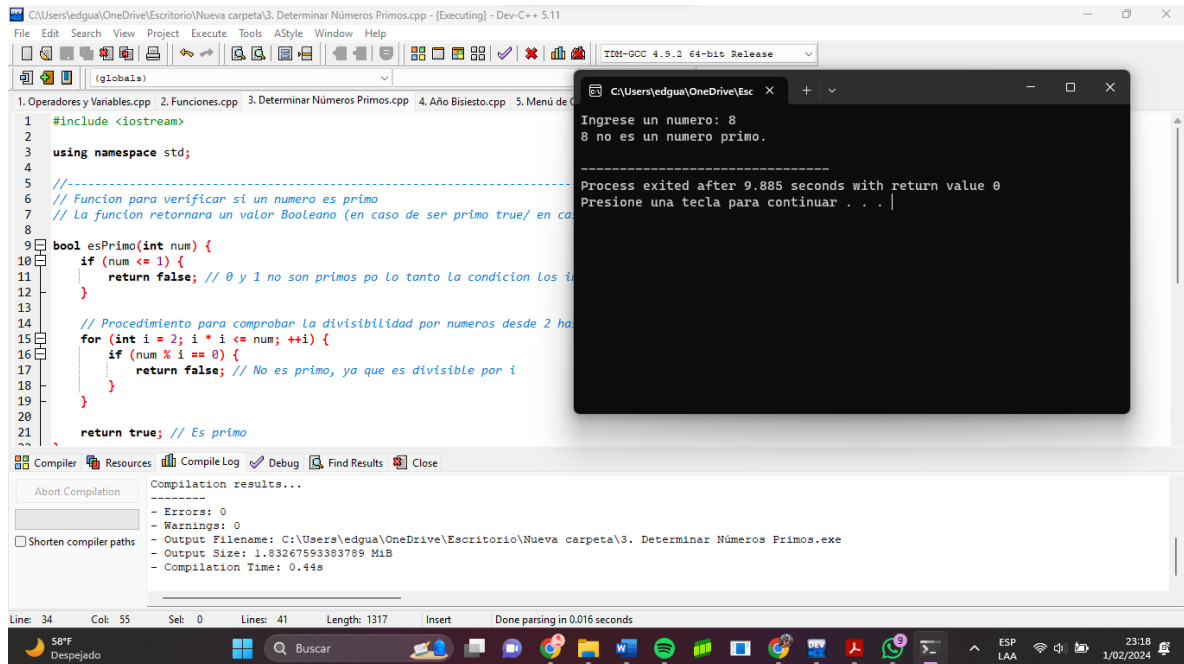 C:\Users\edgua\OneDrive\Escritorio\Nueva carpeta\3. Determinar Números Primos.cpp - [Executing] - Dev-C++ 5.11
File Edit Search View Project Execute Tools AStyle Window Help
TDM-GCC 4.9.2 64-bit Release
(globals)
1. Operadores y Variables.cpp 2. Funciones.cpp 3. Determinar Números Primos.cpp 4. Año Bisiesto.cpp 5. Menú de
1 #include <iostream>
2
3 using namespace std;
4
5 //----------------------------------------------------------------------
6 // Funcion para verificar si un numero es primo
7 // La funcion retornara un valor Booleano (en caso de ser primo true/ en
8
9 bool esPrimo(int num) {
10 if (num <= 1) {
11 return false; // 0 y 1 no son primos po lo tanto la condicion los
12 }
13
14 // Procedimiento para comprobar la divisibilidad por numeros desde 2
15 for (int i = 2; i * i <= num; ++i) {
16 if (num % i == 0) {
17 return false; // No es primo, ya que es divisible por i
18 }
19 }
20
21 return true; // Es primo
C:\Users\edgua\OneDrive\Esc
Ingrese un numero: 8
8 no es un numero primo.
--------------------------------
Process exited after 9.885 seconds with return value 0
Presione una tecla para continuar . . .
Compiler Resources Compile Log Debug Find Results Close
Abort Compilation
Shorten compiler paths
Compilation results...
--------
- Errors: 0
- Warnings: 0
- Output Filename: C:\Users\edgua\OneDrive\Escritorio\Nueva carpeta\3. Determinar Números Primos.exe
- Output Size: 1.83267593383789 MiB
- Compilation Time: 0.44s
Line: 34 Col: 55 Sel: 0 Lines: 41 Length: 1317 Insert Done parsing in 0.016 seconds
58°F
Despejado
Buscar
DEV
9
ESP
LAA
23:18
1/02/2024